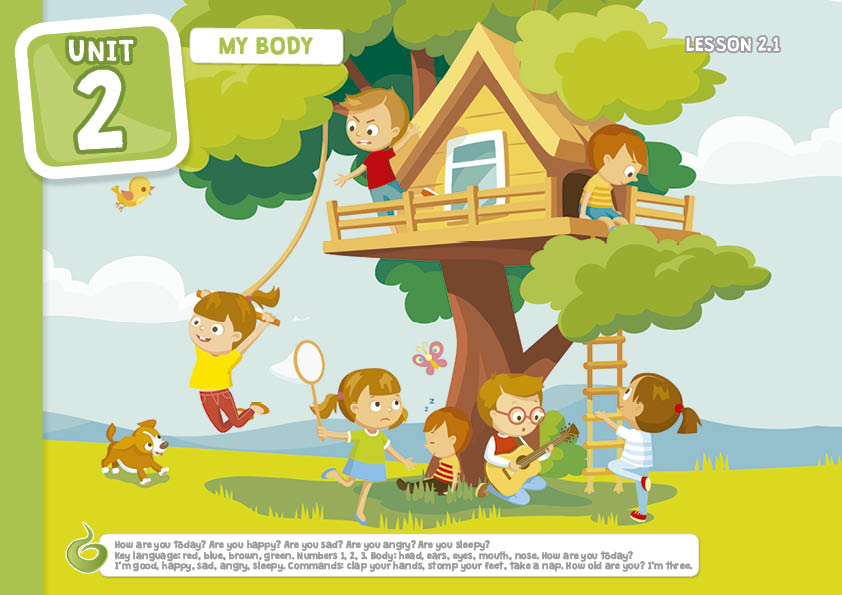 UNIT
2
MY BODY
LESSON 2.1
z
z
How are you today? Are you happy? Are you sad? Are you angry? Are you sleepy?
Key language: red, blue, brown, green. Numbers 1, 2, 3. Body: head, ears, eyes, mouth, nose. How are you today?
I'm good, happy, sad, angry, sleepy. Commands: clap your hands, stomp your feet, take a nap. How old are you? I'm three.